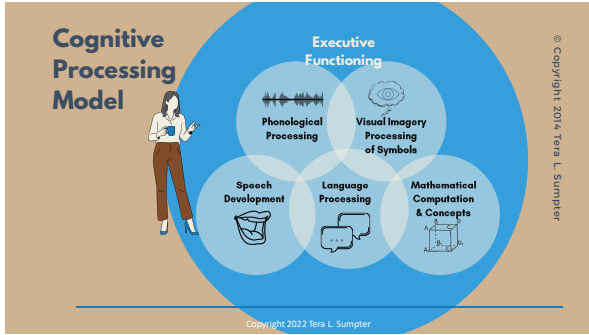 Cognitive
Processing
Model
Executive
Functioning
Phonological
Processing
Visual Imagery
Processing
of Symbols
Speech
Development
Language
Processing
Mathematical
Computation
& Concepts
© Copyright 2014 Tera L. Sumpter
Copyright 2022 Tera L. Sumpter